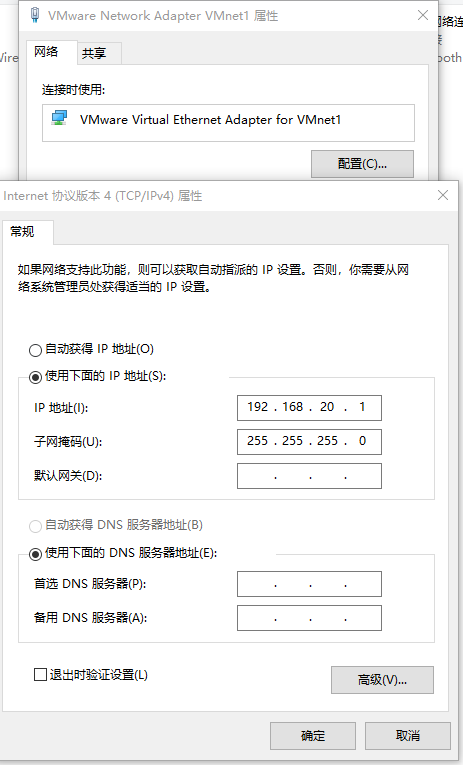 VMware Network Adapter VMnet1 属性
网络连
网络
共享
接
Wire
ooth
连接时使用:
VMware Virtual Ethernet Adapter for VMnet1
配置(C)...
Internet 协议版本 4 (TCP/IPv4) 属性
常规
如果网络支持此功能，则可以获取自动指派的 IP 设置。否则，你需要从网
络系统管理员处获得适当的 IP 设置。
自动获得 IP 地址(O)
使用下面的 IP 地址(S):
IP 地址(I):
192 . 168 . 20 . 1
子网掩码(U):
255 . 255 . 255 . 0
默认网关(D):
. . .
自动获得 DNS 服务器地址(B)
使用下面的 DNS 服务器地址(E):
首选 DNS 服务器(P):
. . .
备用 DNS 服务器(A):
. . .
退出时验证设置(L)
高级(V)...
确定
取消